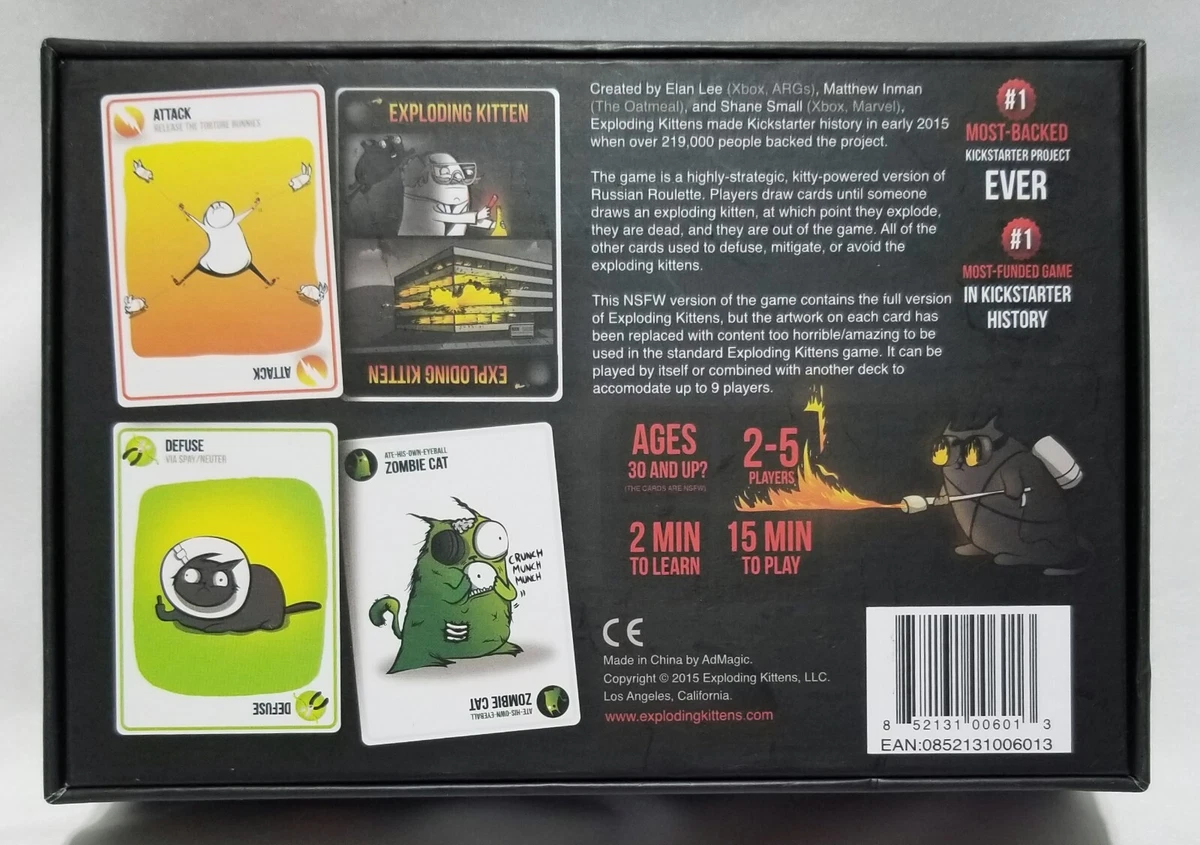 ATTACK
RELEASE THE TORTURE BUNNIES
ATTACK
EXPLODING KITTEN
EXPLODING KITTEN
DEFUSE
VIA SPAY/NEUTER
DEFUSE
ATE-HIS-OWN-EYEBALL
ZOMBIE CAT
CRUNCH
MUNCH
MUNCH
ATE-HIS-OWN-EYEBALL
ZOMBIE CAT
Created by Elan Lee (Xbox, ARGs), Matthew Inman
(The Oatmeal), and Shane Small (Xbox, Marvel),
Exploding Kittens made Kickstarter history in early 2015
when over 219,000 people backed the project.
The game is a highly-strategic, kitty-powered version of
Russian Roulette. Players draw cards until someone
draws an exploding kitten, at which point they explode,
they are dead, and they are out of the game. All of the
other cards used to defuse, mitigate, or avoid the
exploding kittens.
This NSFW version of the game contains the full version
of Exploding Kittens, but the artwork on each card has
been replaced with content too horrible/amazing to be
used in the standard Exploding Kittens game. It can be
played by itself or combined with another deck to
accomodate up to 9 players.
#1
MOST-BACKED
KICKSTARTER PROJECT
EVER
#1
MOST-FUNDED GAME
IN KICKSTARTER
HISTORY
AGES
30 AND UP?
(THE CARDS ARE NSFW)
2-5
PLAYERS
2 MIN
TO LEARN
15 MIN
TO PLAY
CE
Made in China by AdMagic.
Copyright © 2015 Exploding Kittens, LLC.
Los Angeles, California.
www.explodingkittens.com
8 52131 00601 3
EAN:0852131006013